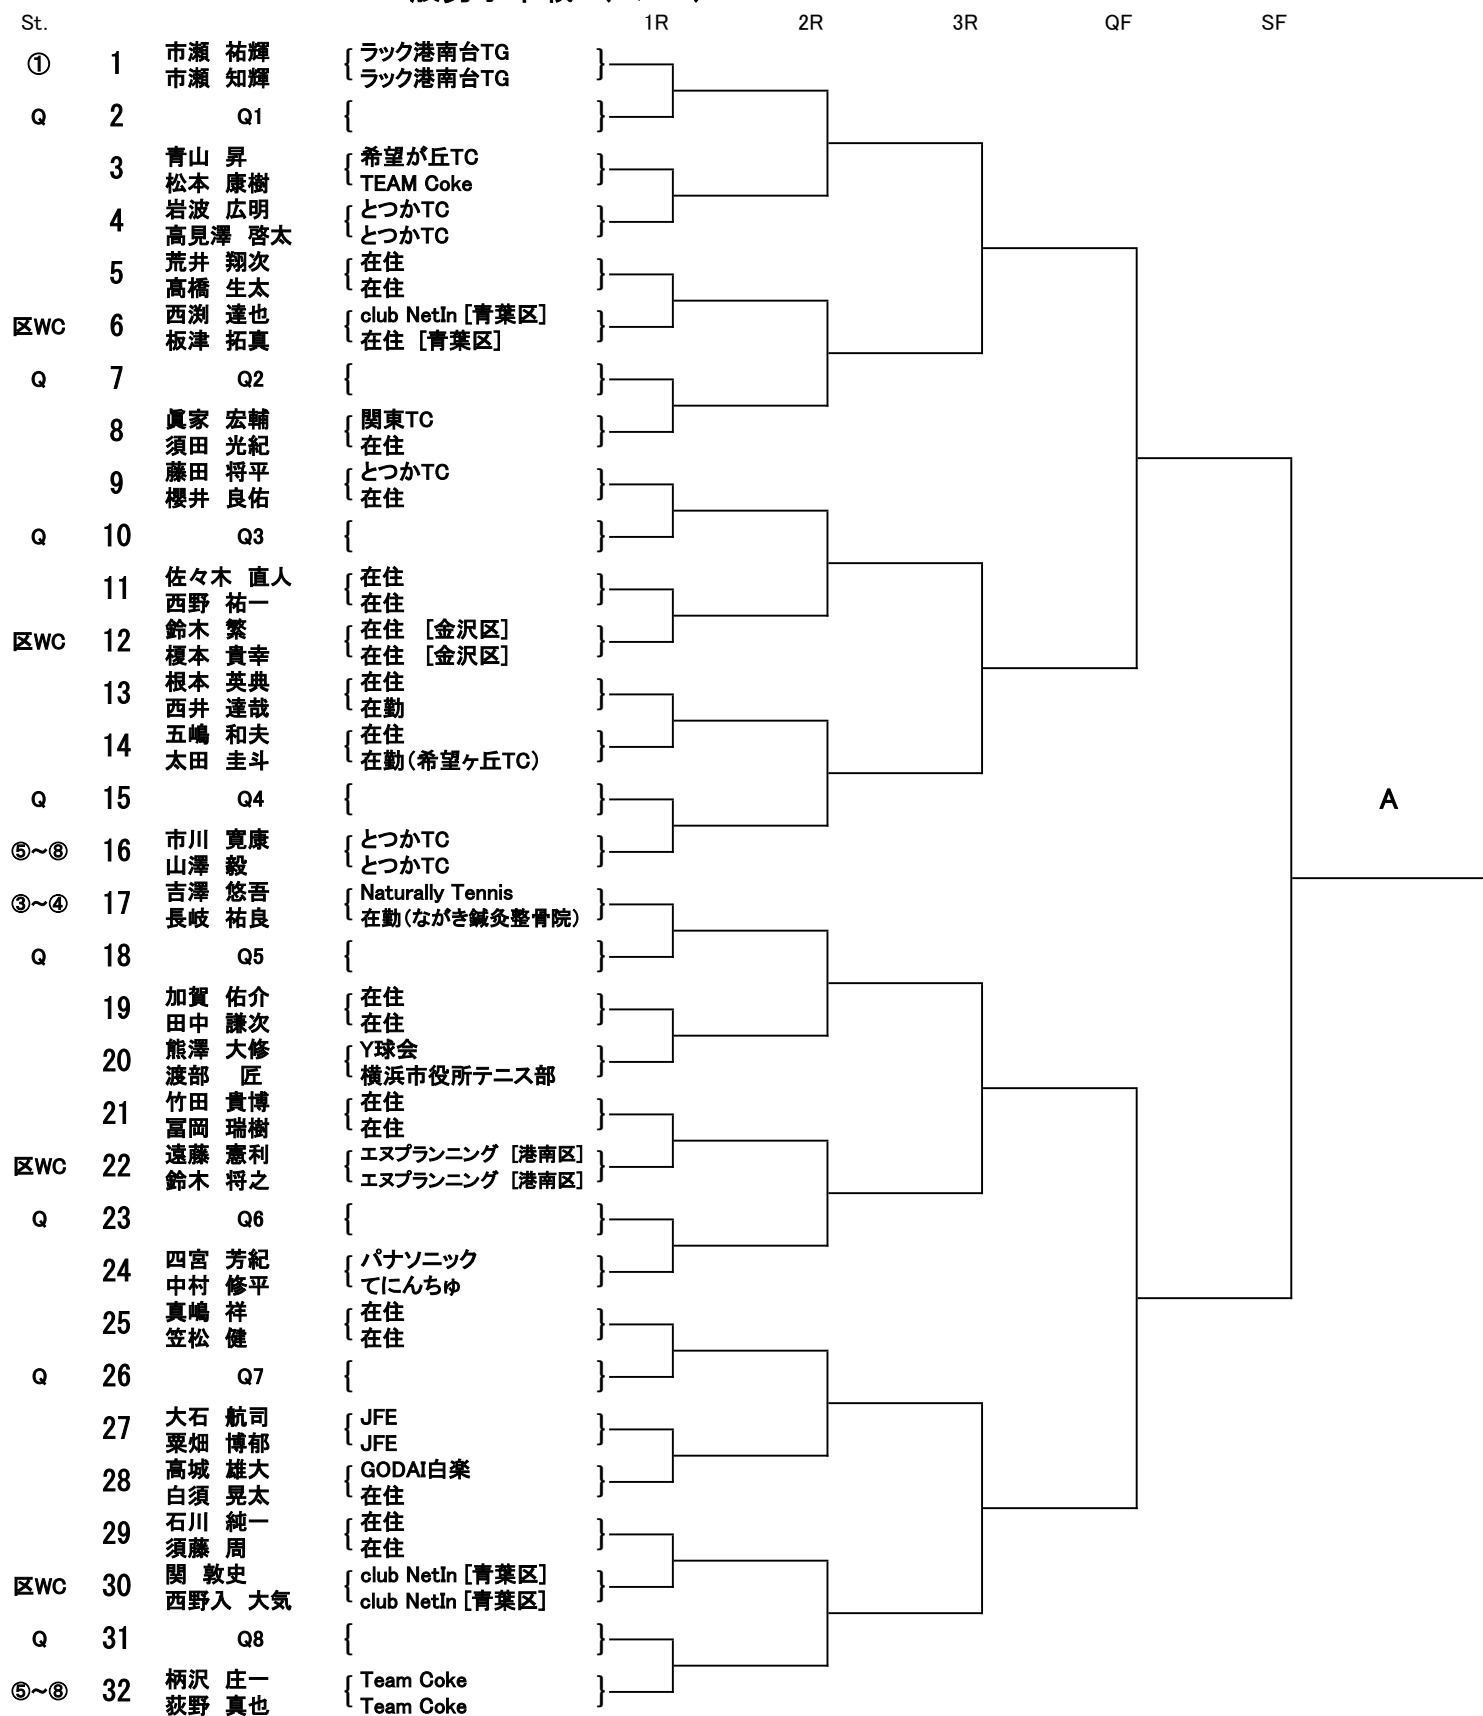 St. 1R 2R 3R QF SF
① 1 市瀬 祐輝 { ラック港南台TG }
市瀬 知輝 ラック港南台TG
Q 2 Q1 { }
3 青山 昇 { 希望が丘TC }
松本 康樹 TEAM Coke
4 岩波 広明 { とつかTC }
高見澤 啓太 とつかTC
5 荒井 翔次 { 在住 }
髙橋 生太 在住
区WC 6 西渕 達也 { club NetIn [青葉区] }
板津 拓真 在住 [青葉区]
Q 7 Q2 { }
8 眞家 宏輔 { 関東TC }
須田 光紀 在住
9 藤田 将平 { とつかTC }
櫻井 良佑 在住
Q 10 Q3 { }
11 佐々木 直人 { 在住 }
西野 祐一 在住
区WC 12 鈴木 繁 { 在住 [金沢区] }
榎本 貴幸 在住 [金沢区]
13 根本 英典 { 在住 }
西井 達哉 在勤
14 五嶋 和夫 { 在住 }
太田 圭斗 在勤(希望ヶ丘TC)
Q 15 Q4 { }
A
⑤～⑧ 16 市川 寛康 { とつかTC }
山澤 毅 とつかTC
③～④ 17 吉澤 悠吾 { Naturally Tennis }
長岐 祐良 在勤(ながき鍼灸整骨院)
Q 18 Q5 { }
19 加賀 佑介 { 在住 }
田中 謙次 在住
20 熊澤 大修 { Y球会 }
渡部 匠 横浜市役所テニス部
21 竹田 貴博 { 在住 }
冨岡 瑞樹 在住
区WC 22 遠藤 憲利 { エヌプランニング [港南区] }
鈴木 将之 エヌプランニング [港南区]
Q 23 Q6 { }
24 四宮 芳紀 { パナソニック }
中村 修平 てにんちゅ
25 真嶋 祥 { 在住 }
笠松 健 在住
Q 26 Q7 { }
27 大石 航司 { JFE }
粟畑 博郁 JFE
28 高城 雄大 { GODAI白楽 }
白須 晃太 在住
29 石川 純一 { 在住 }
須藤 周 在住
区WC 30 関 敦史 { club NetIn [青葉区] }
西野入 大気 club NetIn [青葉区]
Q 31 Q8 { }
⑤～⑧ 32 柄沢 庄一 { Team Coke }
荻野 真也 Team Coke